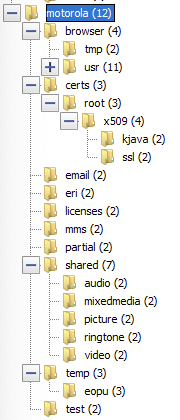 motorola (12)
browser (4)
tmp (2)
usr (11)
certs (3)
root (3)
x509 (4)
kjava (2)
ssl (2)
email (2)
eri (2)
licenses (2)
mms (2)
partial (2)
shared (7)
audio (2)
mixedmedia (2)
picture (2)
ringtone (2)
video (2)
temp (3)
eopu (3)
test (2)